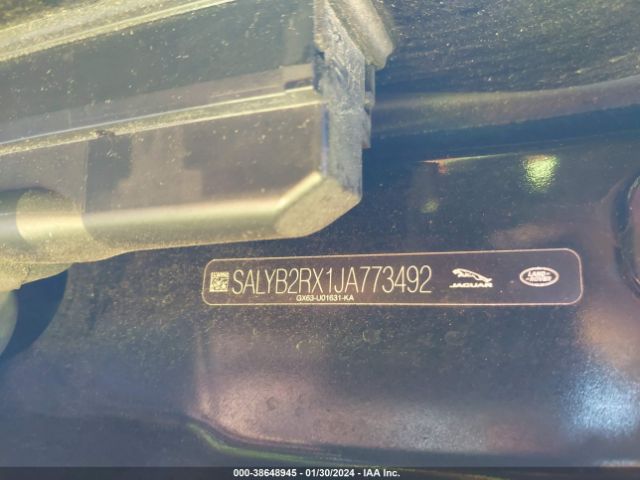 SALYB2RX1JA773492
GX63-U01631-KA
JAGUAR
LAND-
ROVER
000-38648945 - 01/30/2024 - IAA Inc.